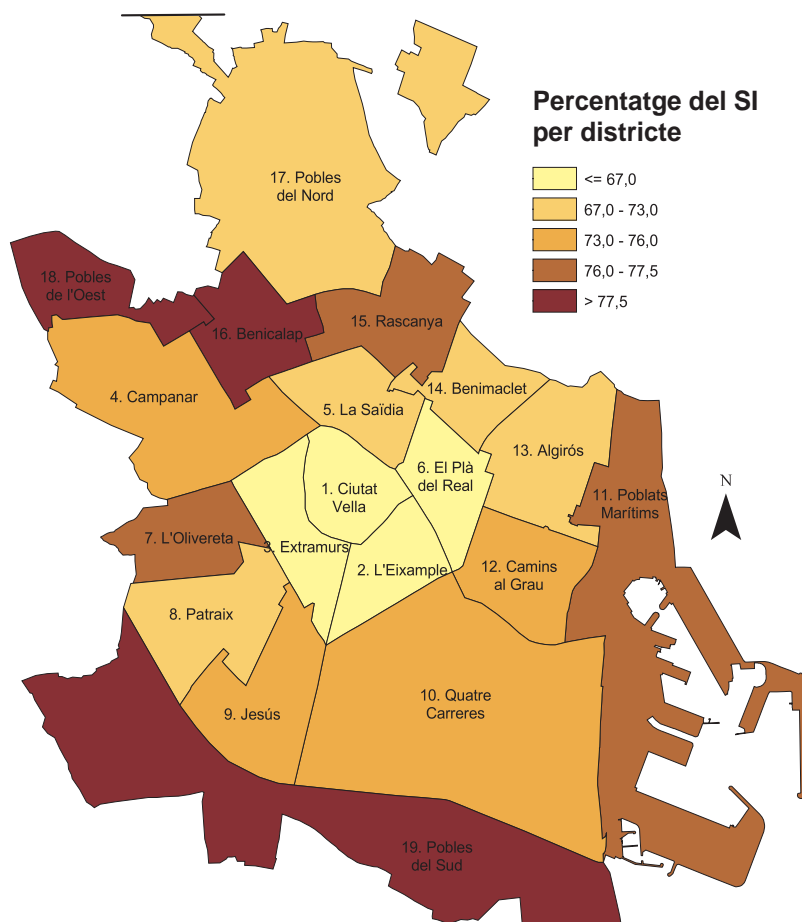 Percentatge del SI
per districte
<= 67,0
67,0 - 73,0
73,0 - 76,0
76,0 - 77,5
> 77,5
17. Pobles
del Nord
18. Pobles
de l'Oest
16. Benicalap
15. Rascanya
14. Benimaclet
4. Campanar
5. La Saïdia
13. Algirós
6. El Plà
del Real
1. Ciutat
Vella
11. Poblats
Marítims
N
7. L'Olivereta
3. Extramurs
2. L'Eixample
12. Camins
al Grau
8. Patraix
9. Jesús
10. Quatre
Carreres
19. Pobles
del Sud